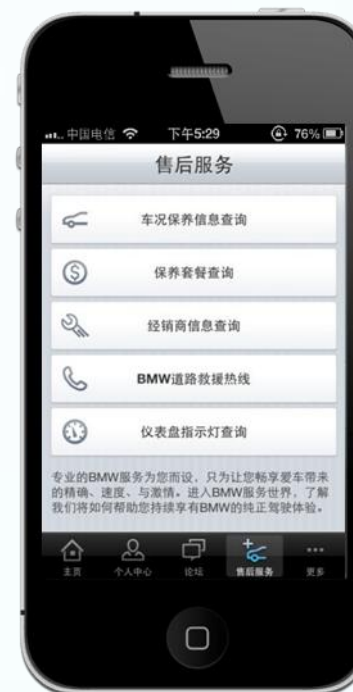 中国电信 下午5:29 76%
售后服务
车况保养信息查询
保养套餐查询
经销商信息查询
BMW道路救援热线
仪表盘指示灯查询
专业的BMW服务为您而设，只为让您畅享爱车带来
的精确、速度、与激情。进入BMW服务世界，了解
我们将如何帮助您持续享有BMW的纯正驾驶体验。
主页 个人中心 论坛 售后服务 更多